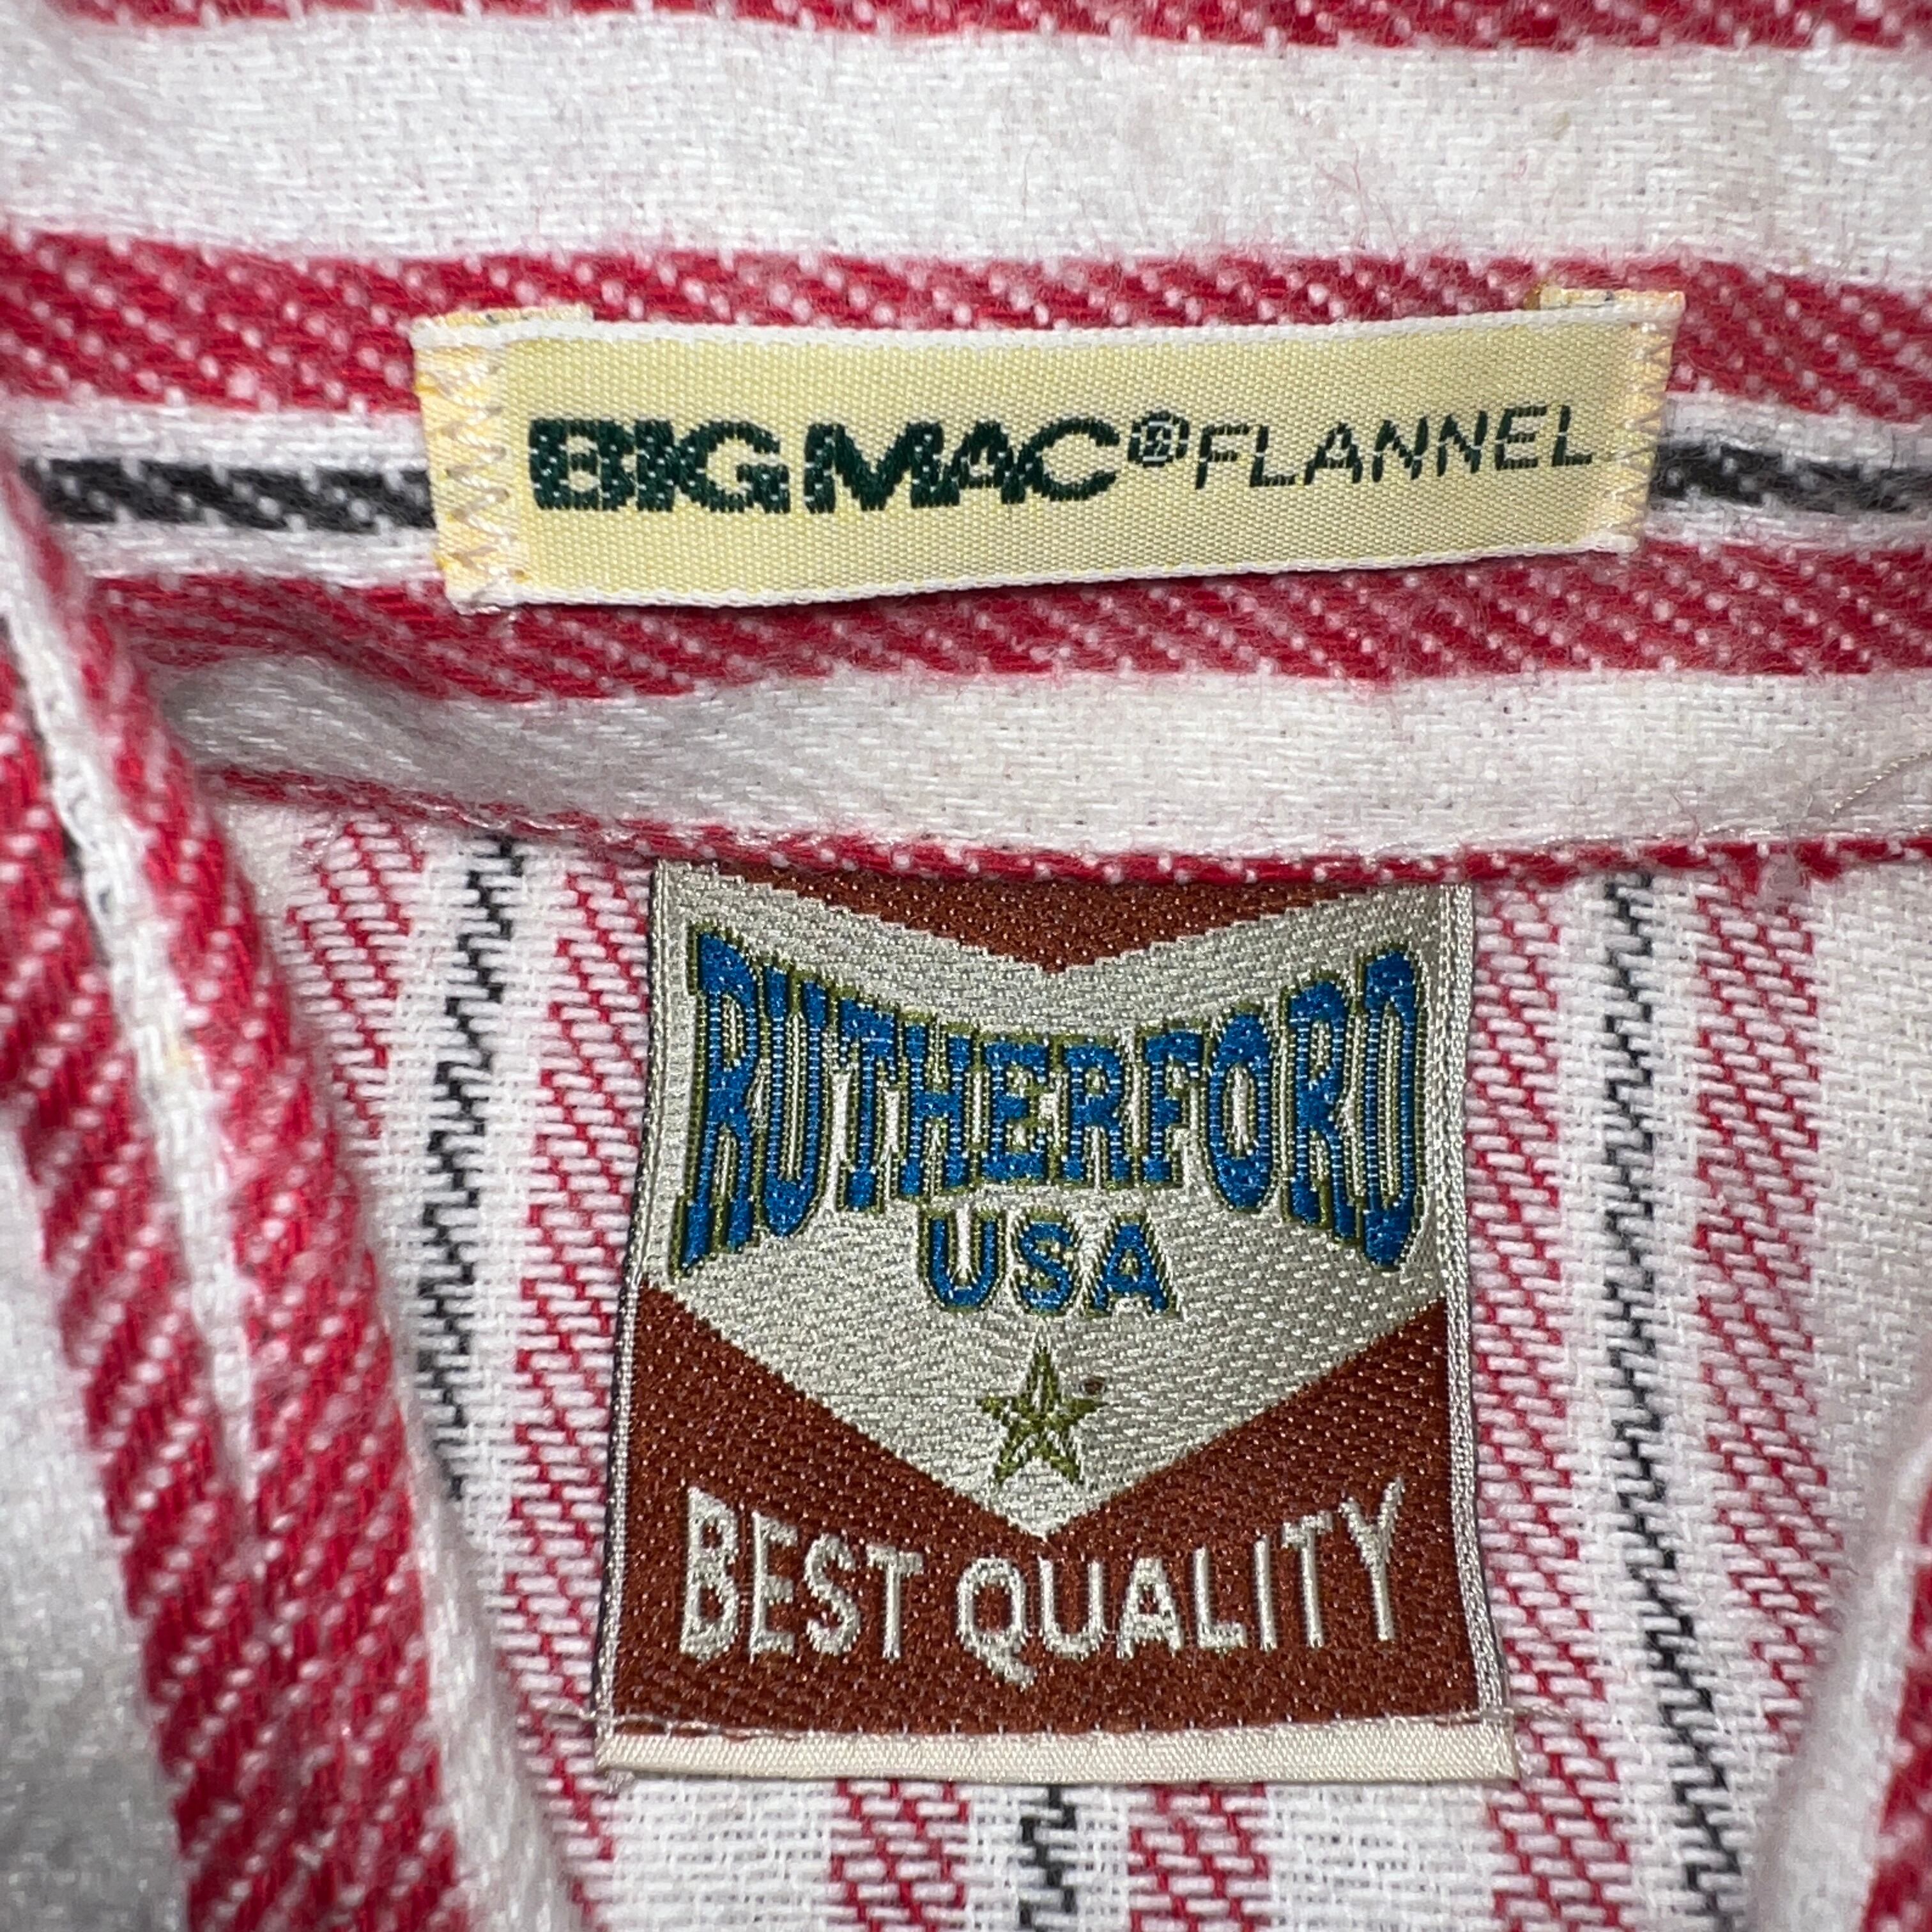 BIG MAC® FLANNEL
RUTHERFORD
USA
BEST QUALITY